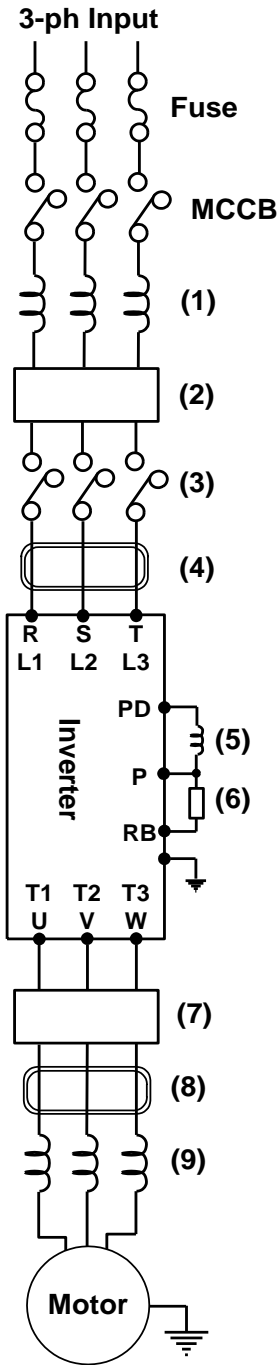 3-ph Input
Fuse
MCCB
(1)
(2)
(3)
(4)
R S T
L1 L2 L3
PD
(5)
Inverter
P
(6)
RB
T1 T2 T3
U V W
(7)
(8)
(9)
Motor